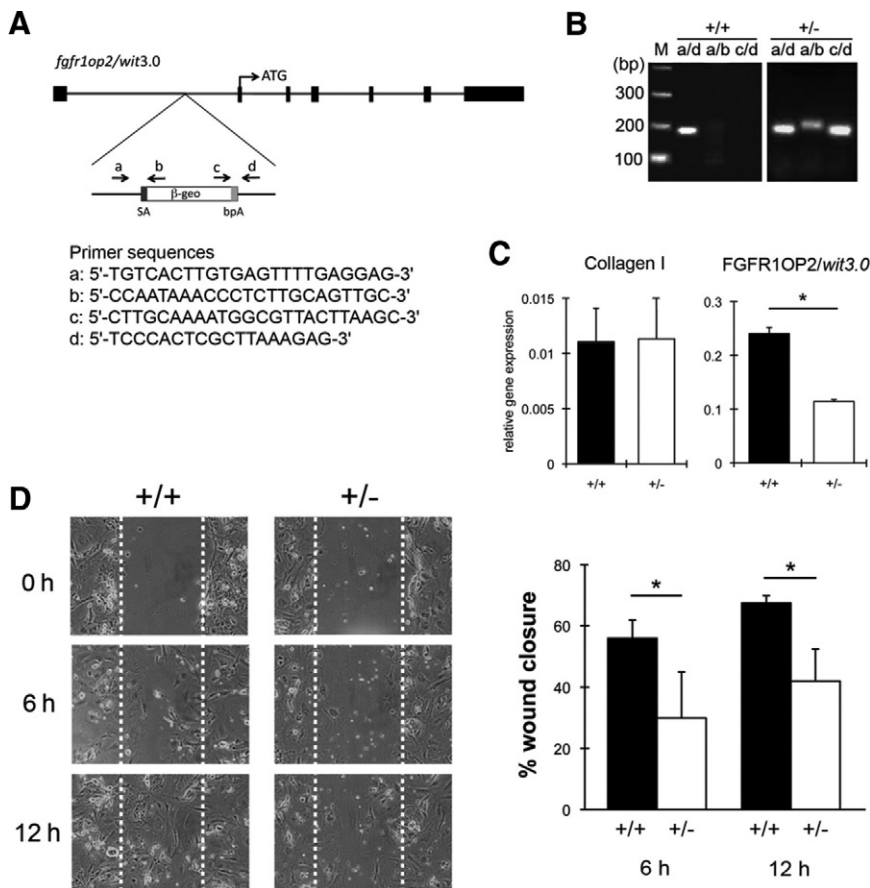 A
fgfr1op2/wit3.0
ATG
a b c d
β-geo
SA bpA
Primer sequences
a: 5'-TGTCACTTGTGAGTTTTGAGGAG-3'
b: 5'-CCAATAAACCCTCTTGCAGTTGC-3'
c: 5'-CTTGCAAAATGGCGTTACTTAAGC-3'
d: 5'-TCCCACTCGCTTAAAGAG-3'
B
+/+ +/-
(bp) M a/d a/b c/d a/d a/b c/d
300
200
100
C
Collagen I FGFR1OP2/wit3.0
relative gene expression
0.015
0.01
0.005
0
+/+ +/-
0.3
0.2
0.1
0
*
+/+ +/-
D
+/+ +/-
0 h
6 h
12 h
% wound closure
80
60
40
20
0
* *
+/+ +/- +/+ +/-
6 h 12 h